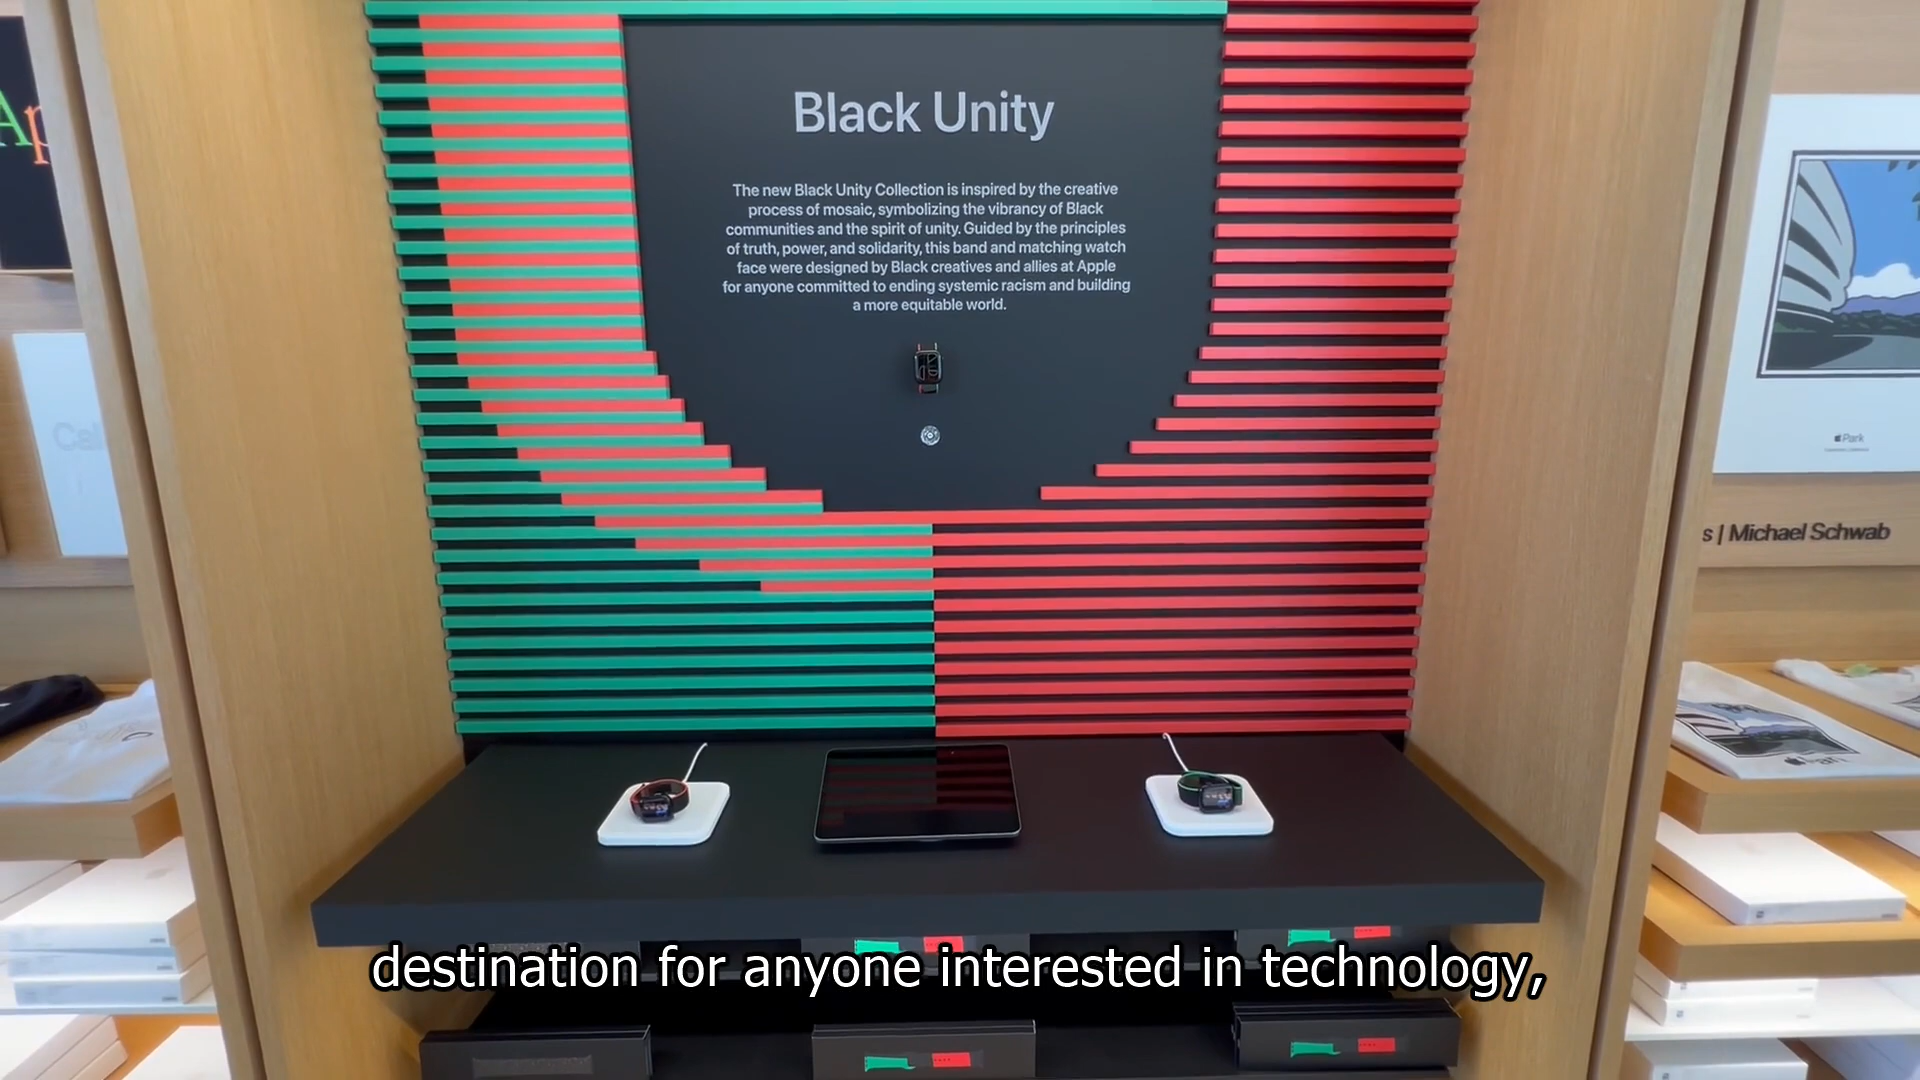 Ap
Black Unity
The new Black Unity Collection is inspired by the creative
process of mosaic, symbolizing the vibrancy of Black
communities and the spirit of unity. Guided by the principles
of truth, power, and solidarity, this band and matching watch
face were designed by Black creatives and allies at Apple
for anyone committed to ending systemic racism and building
a more equitable world.
Park
s | Michael Schwab
destination for anyone interested in technology,